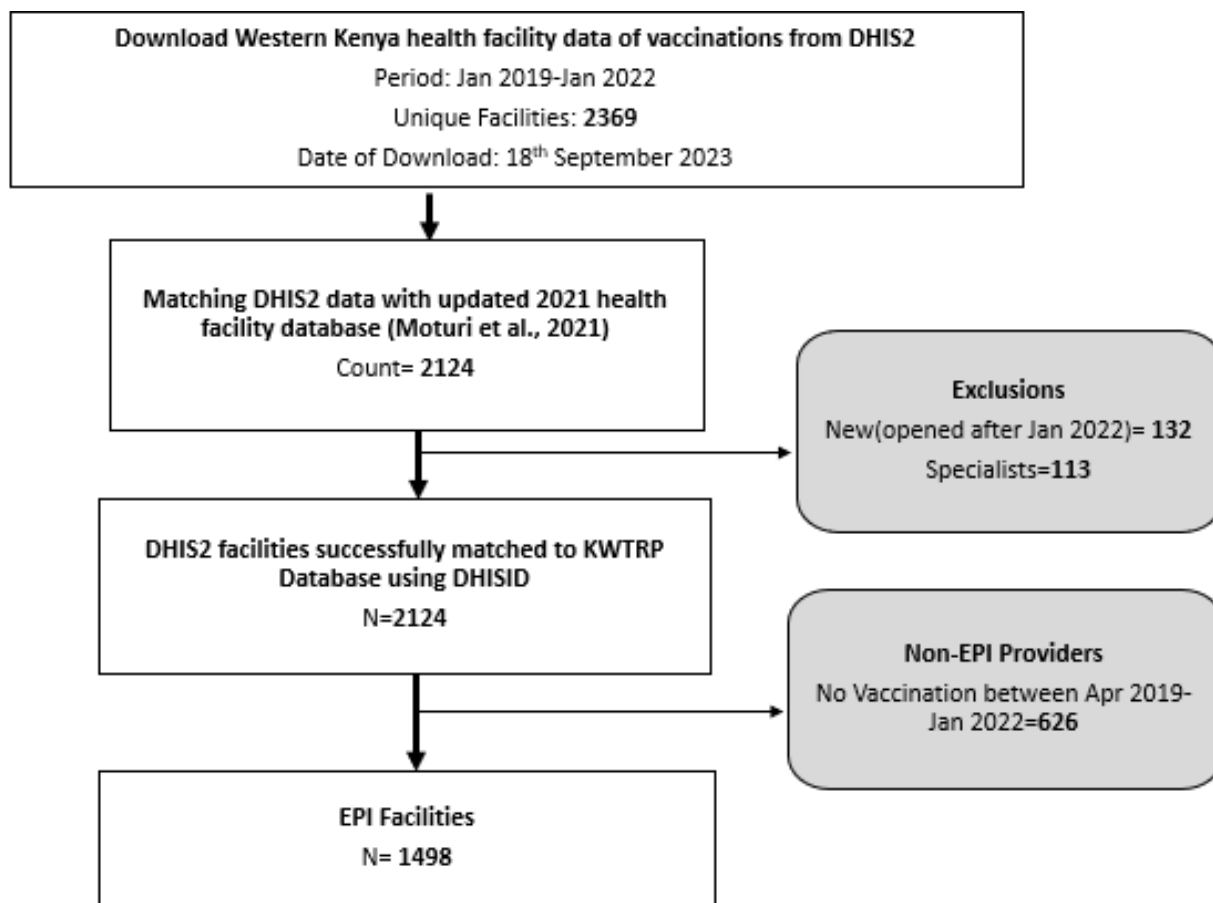 Download Western Kenya health facility data of vaccinations from DHIS2
Period: Jan 2019-Jan 2022
Unique Facilities: 2369
Date of Download: 18th September 2023
Matching DHIS2 data with updated 2021 health
facility database (Moturi et al., 2021)
Count= 2124
Exclusions
New(opened after Jan 2022)= 132
Specialists=113
DHIS2 facilities successfully matched to KWTRP
Database using DHISID
N=2124
Non-EPI Providers
No Vaccination between Apr 2019-
Jan 2022=626
EPI Facilities
N= 1498